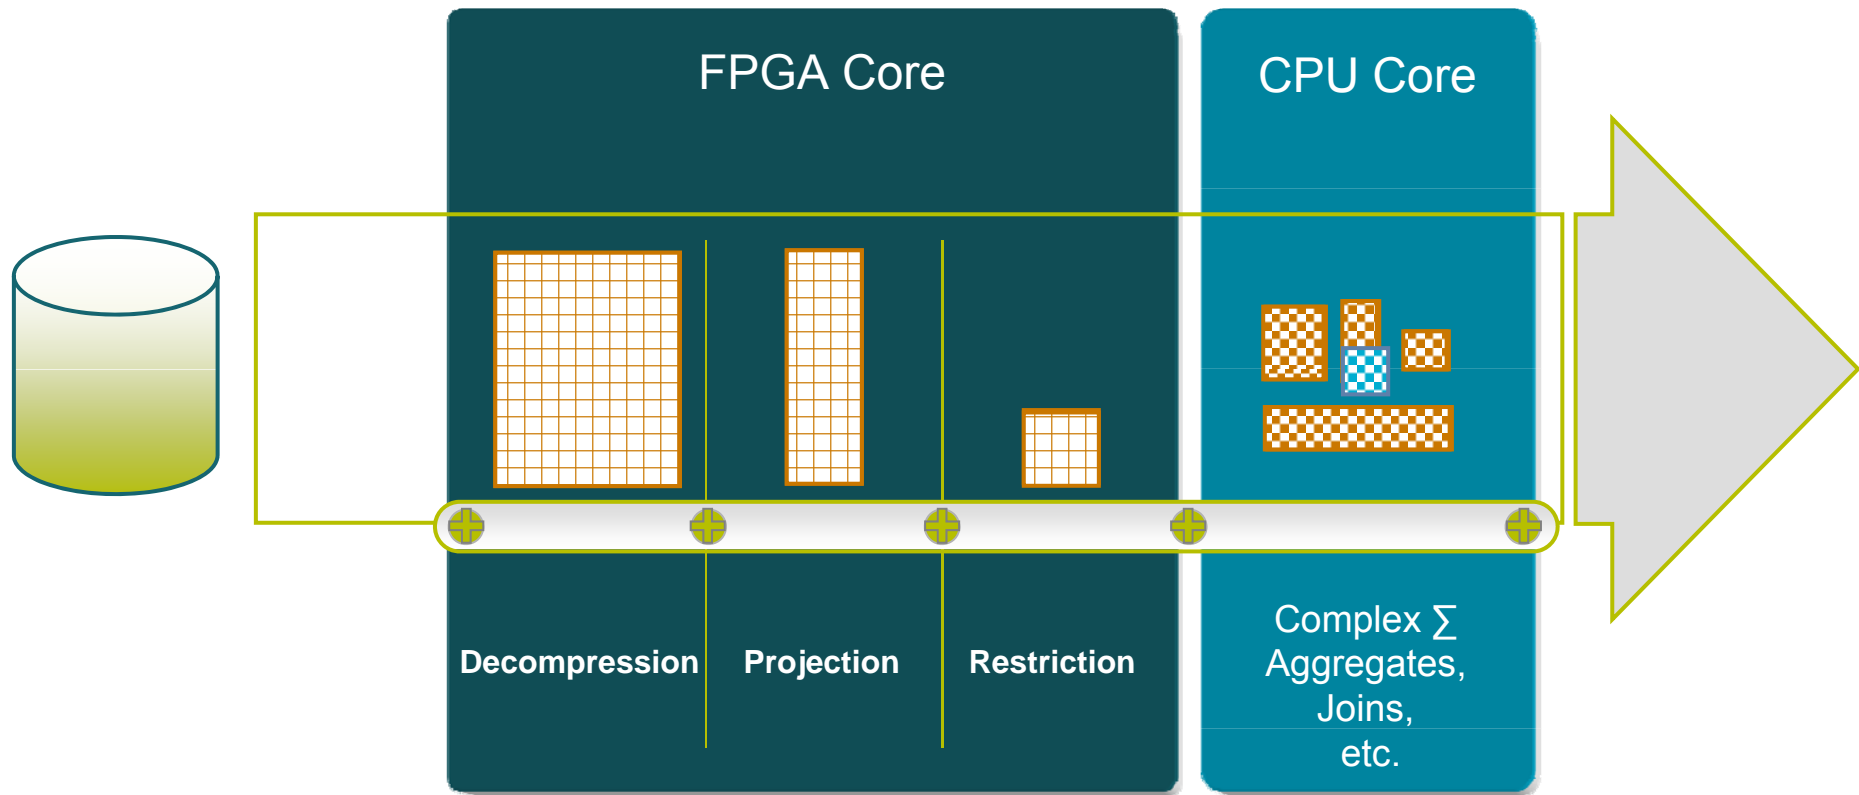 FPGA Core
CPU Core
Decompression
Projection
Restriction
Complex ∑
Aggregates,
Joins,
etc.